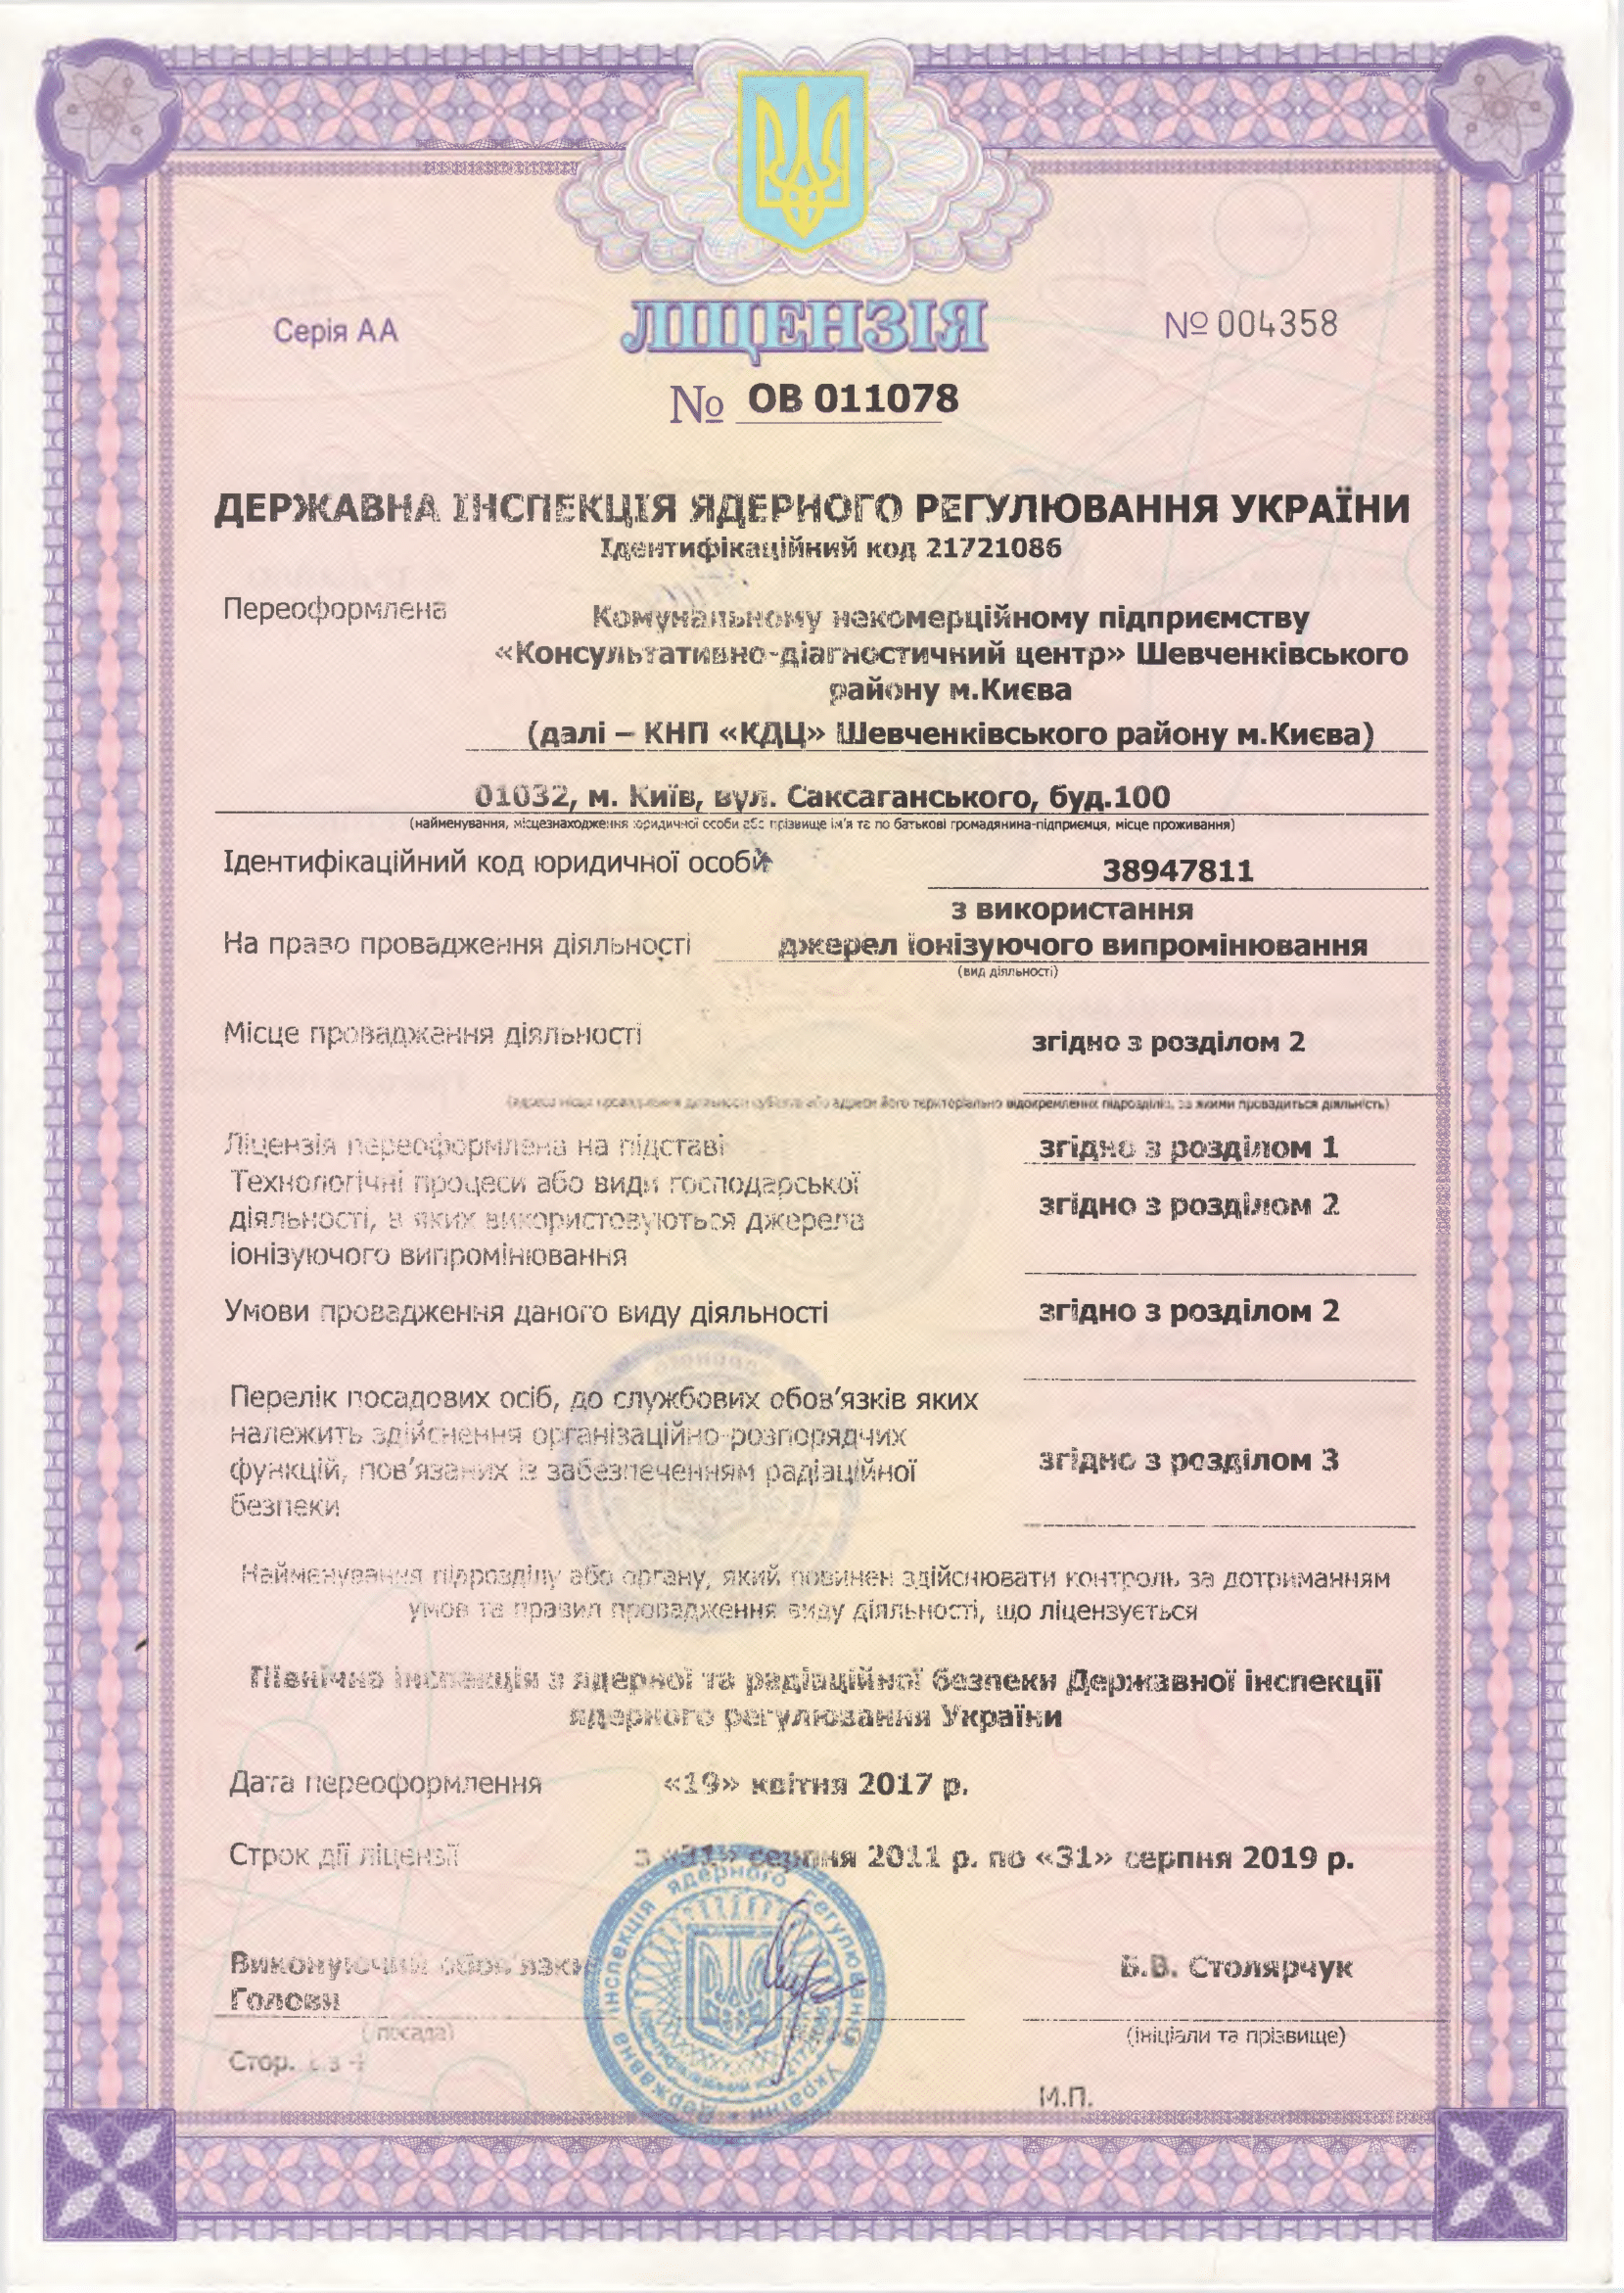 Серія АА
ЛІЦЕНЗІЯ
№ 004358
№ ОВ 011078
ДЕРЖАВНА ІНСПЕКЦІЯ ЯДЕРНОГО РЕГУЛЮВАННЯ УКРАЇНИ
Ідентифікаційний код 21721086
Переоформлена
Комунальному некомерційному підприємству
«Консультативно-діагностичний центр» Шевченківського
району м.Києва
(далі – КНП «КДЦ» Шевченківського району м.Києва)
01032, м. Київ, вул. Саксаганського, буд.100
(найменування, місцезнаходження юридичної особи або прізвище ім'я та по батькові громадянина-підприємця, місце проживання)
Ідентифікаційний код юридичної особи 38947811
з використання
На право провадження діяльності джерел іонізуючого випромінювання
(вид діяльності)
Місце провадження діяльності згідно з розділом 2
(адреса місця провадження діяльності суб'єкта або адреси його територіально відокремлених підрозділів, за якими провадиться діяльність)
Ліцензія переоформлена на підставі згідно з розділом 1
Технологічні процеси або види господарської
діяльності, в яких використовуються джерела
іонізуючого випромінювання
згідно з розділом 2
Умови провадження даного виду діяльності згідно з розділом 2
Перелік посадових осіб, до службових обов'язків яких
належить здійснення організаційно-розпорядчих
функцій, пов'язаних із забезпеченням радіаційної
безпеки
згідно з розділом 3
Найменування підрозділу або органу, який повинен здійснювати контроль за дотриманням
умов та правил провадження виду діяльності, що ліцензується
Північна інспекція з ядерної та радіаційної безпеки Державної інспекції
ядерного регулювання України
Дата переоформлення «19» квітня 2017 р.
Строк дії ліцензії з «31» серпня 2011 р. по «31» серпня 2019 р.
Виконуючий обов'язки
Голови
Б.В. Столярчук
(посада)
(ініціали та прізвище)
Стор. 1 з 4
М.П.
Державна інспекція ядерного регулювання України